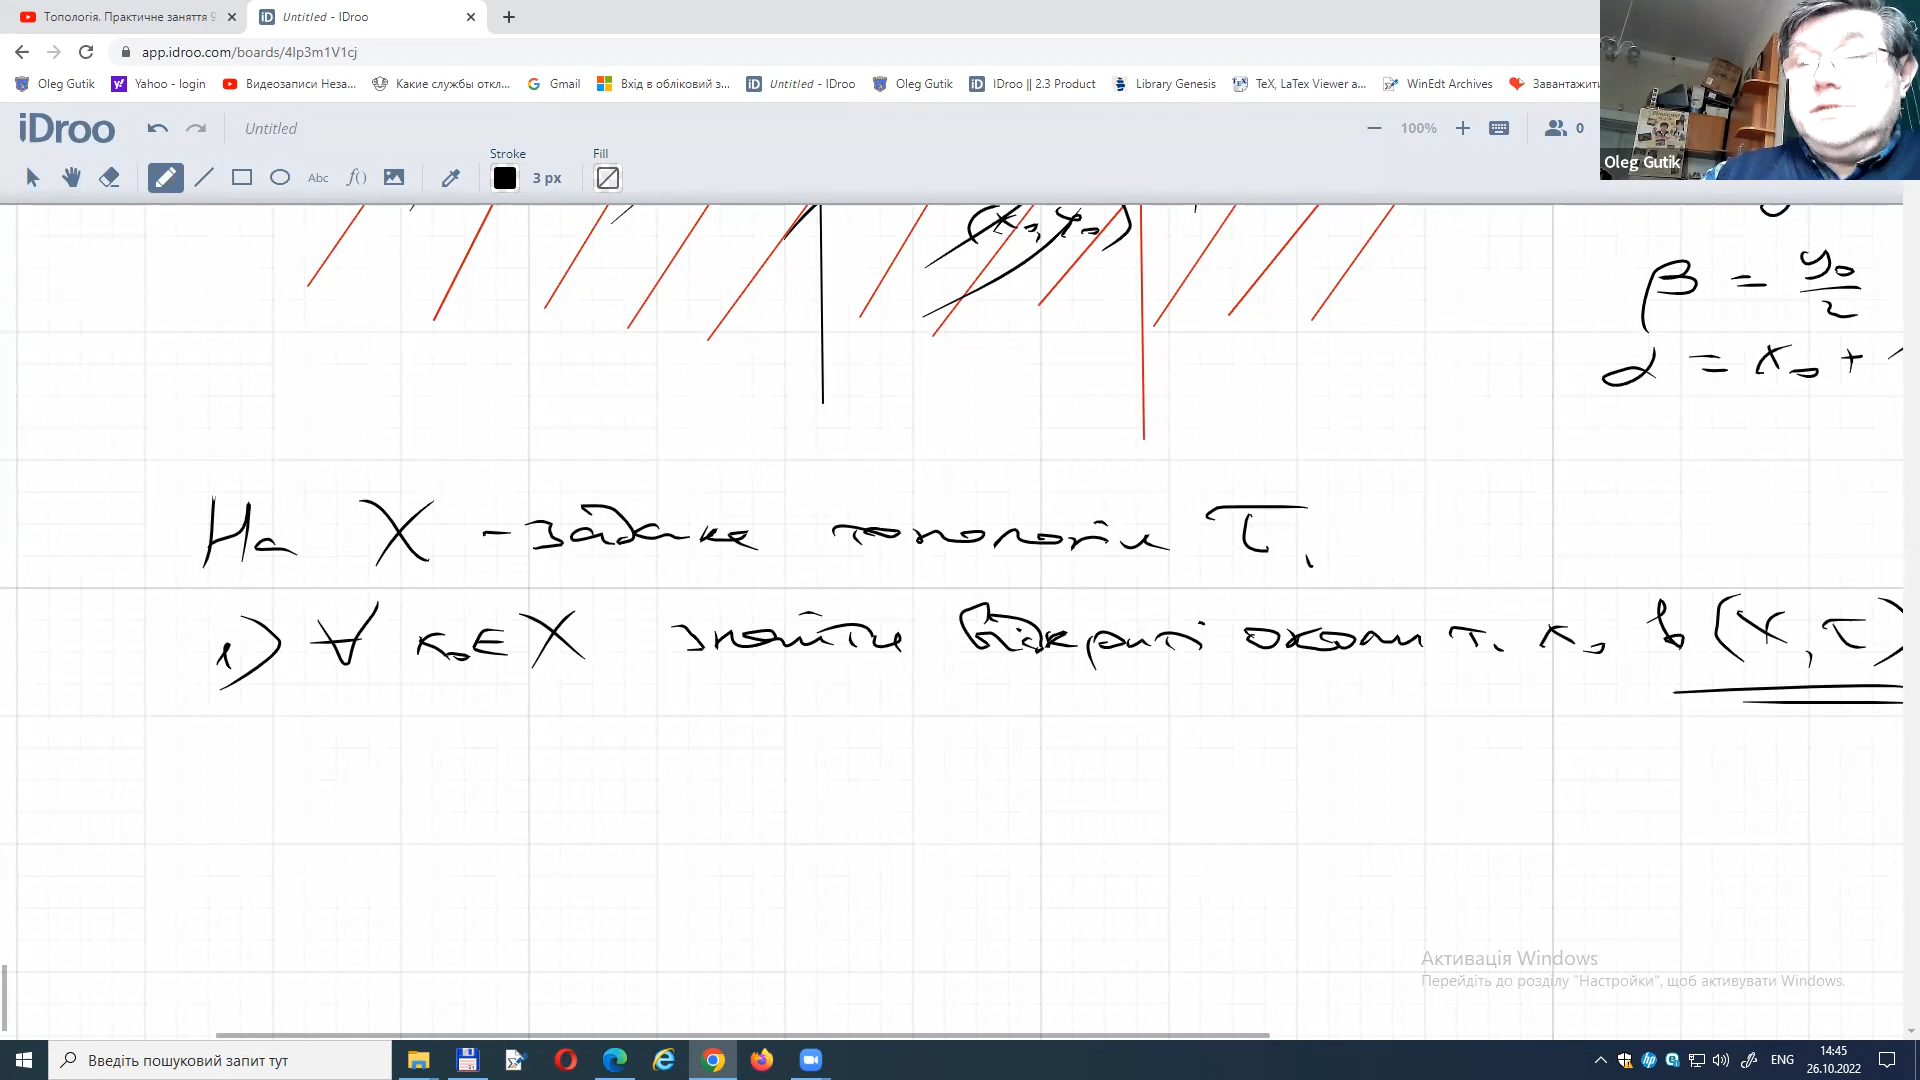 Топологія. Практичне заняття 9
Untitled - IDroo
app.idroo.com/boards/4lp3m1V1cj
Oleg Gutik
Yahoo - login
Видеозаписи Неза...
Какие службы откл...
Gmail
Вхід в обліковий з...
Untitled - IDroo
Oleg Gutik
IDroo || 2.3 Product
Library Genesis
TeX, LaTex Viewer a...
WinEdt Archives
Завантажити
iDroo
Untitled
100%
0
Stroke
Fill
Abc
f()
3 px
Oleg Gutik
(x₀, y₀)
β = y₀/2
α = x₀ +
На X - задане топологія τ.
1) ∀ x₀ ∈ X знайти відкриті околи т. x₀ в (X, τ)
Активація Windows
Перейдіть до розділу "Настройки", щоб активувати Windows.
Введіть пошуковий запит тут
ENG
14:45
26.10.2022